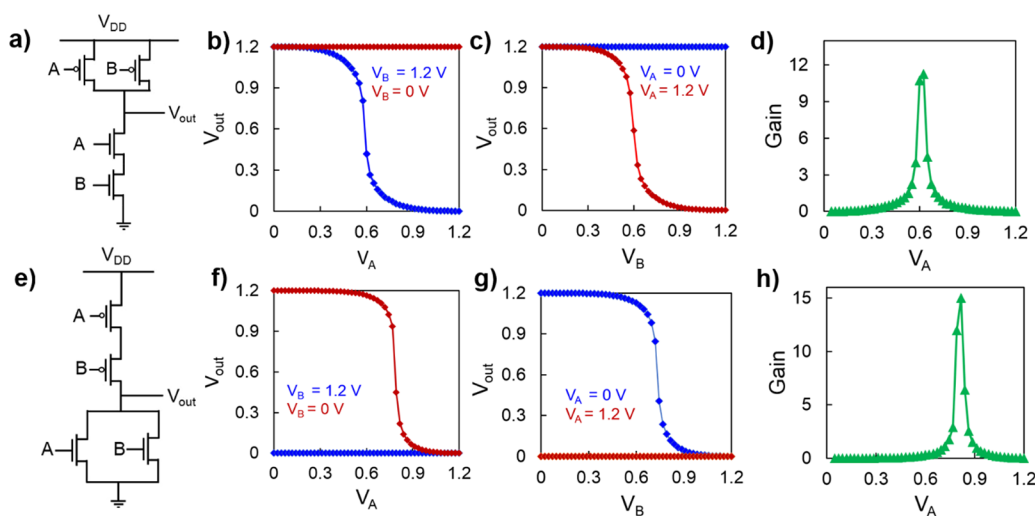 a)
V_DD
A
B
V_out
A
B
b)
V_out
1.2
0.9
0.6
0.3
0
V_B = 1.2 V
V_B = 0 V
0 0.3 0.6 0.9 1.2
V_A
c)
V_out
1.2
0.9
0.6
0.3
0
V_A = 0 V
V_A = 1.2 V
0 0.3 0.6 0.9 1.2
V_B
d)
Gain
12
9
6
3
0
0 0.3 0.6 0.9 1.2
V_A
e)
V_DD
A
B
V_out
A
B
f)
V_out
1.2
0.9
0.6
0.3
0
V_B = 1.2 V
V_B = 0 V
0 0.3 0.6 0.9 1.2
V_A
g)
V_out
1.2
0.9
0.6
0.3
0
V_A = 0 V
V_A = 1.2 V
0 0.3 0.6 0.9 1.2
V_B
h)
Gain
15
10
5
0
0 0.3 0.6 0.9 1.2
V_A